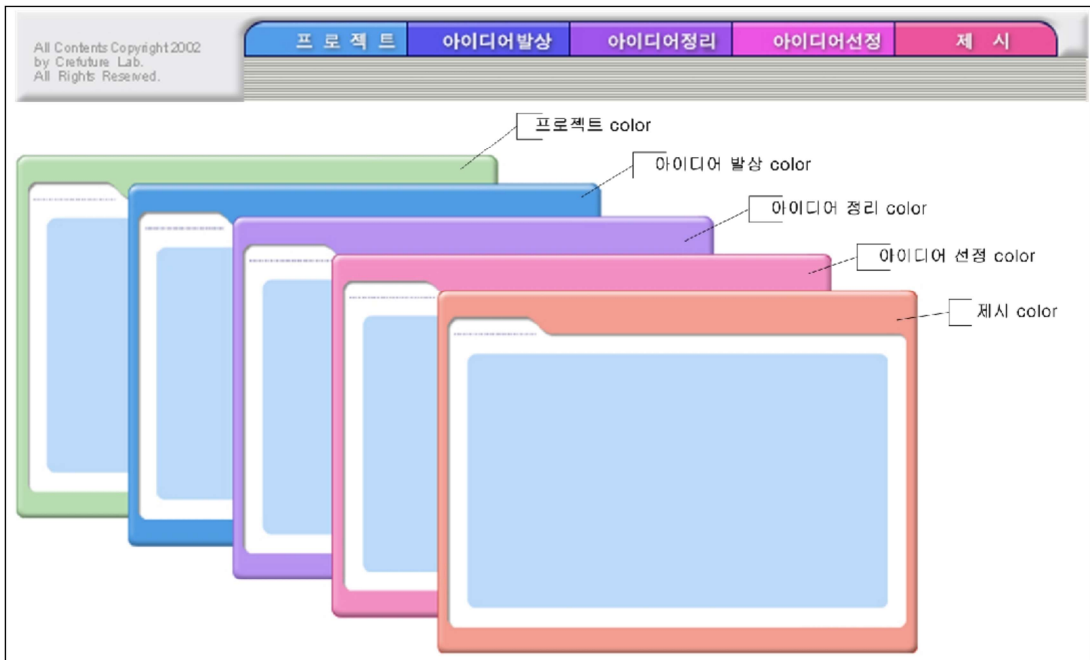 All Contents Copyright 2002
by Crefuture Lab.
All Rights Reserved.
프 로 젝 트
아이디어발상
아이디어정리
아이디어선정
제 시
프로젝트 color
아이디어 발상 color
아이디어 정리 color
아이디어 선정 color
제시 color